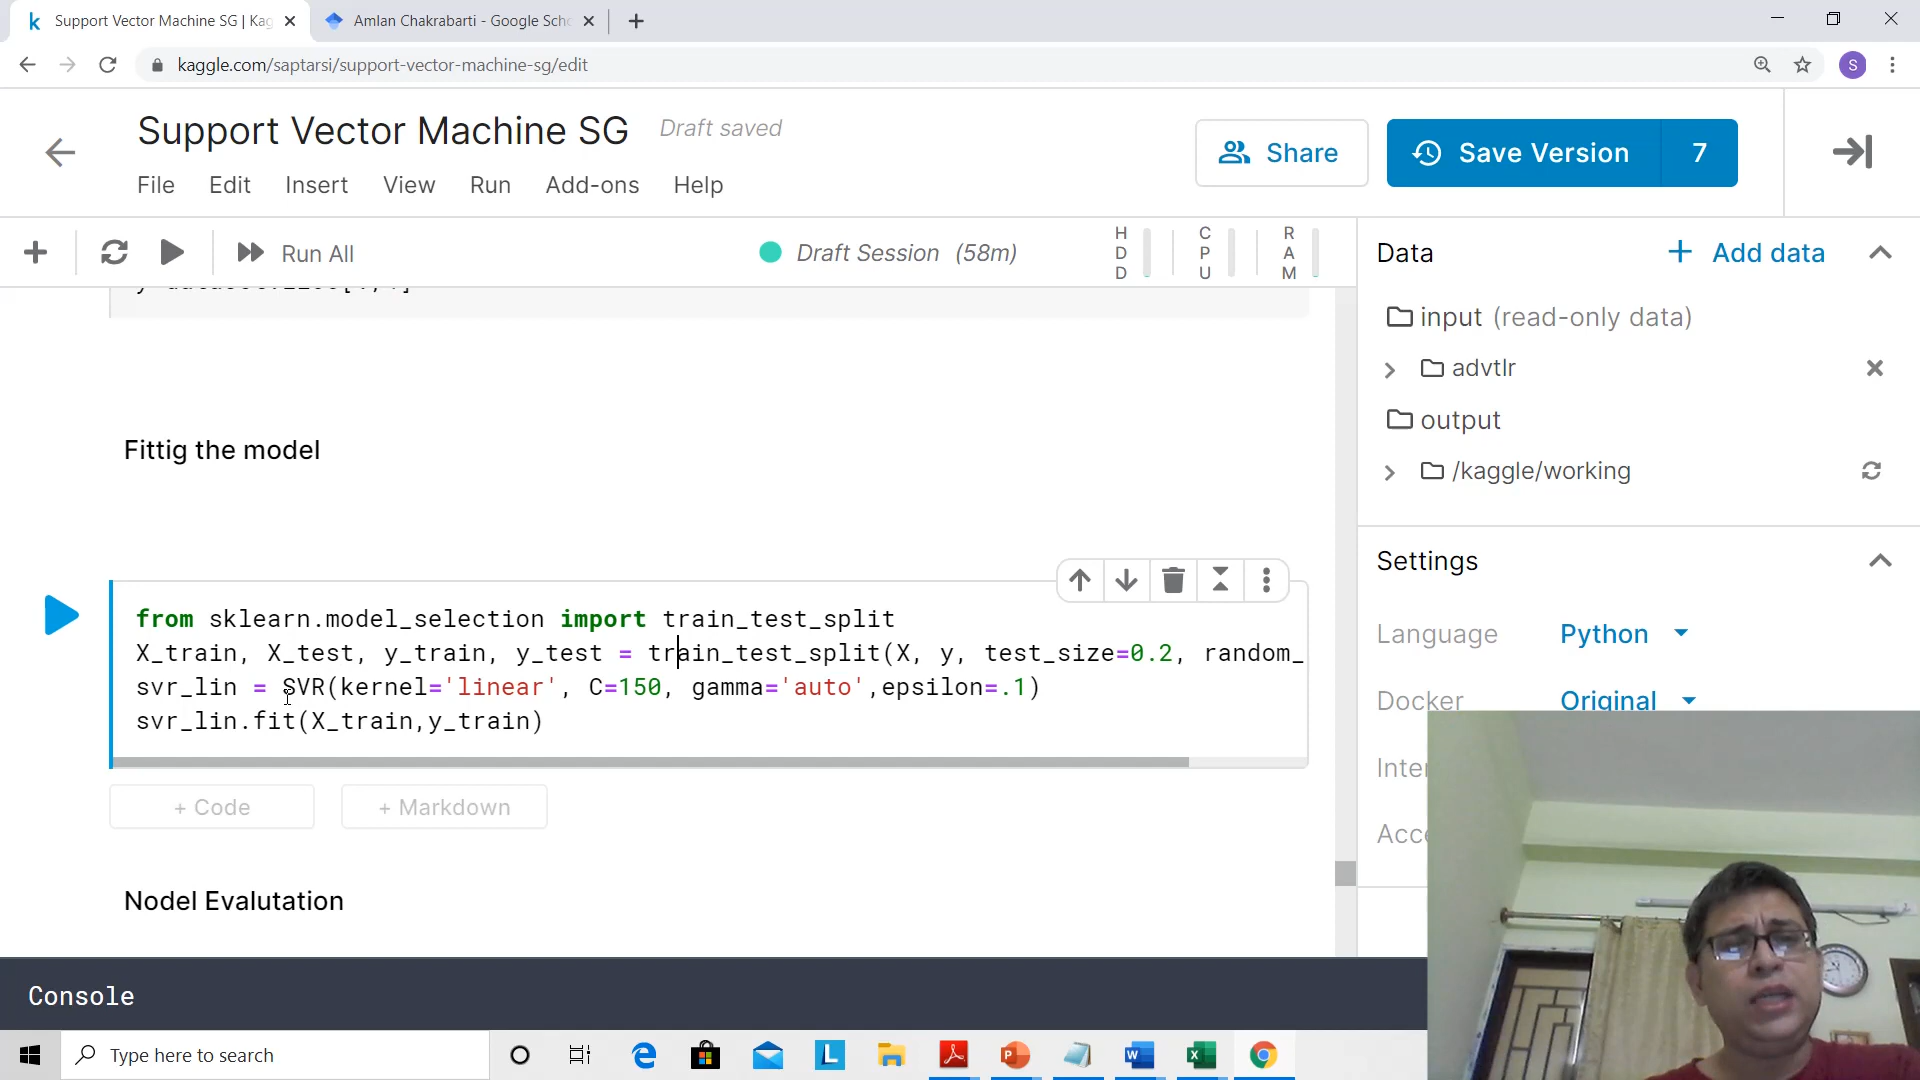 Support Vector Machine SG | Kag
Amlan Chakrabarti - Google Scho
kaggle.com/saptarsi/support-vector-machine-sg/edit
S
Support Vector Machine SG
Draft saved
Share
Save Version
7
File
Edit
Insert
View
Run
Add-ons
Help
Run All
Draft Session (58m)
HDD
CPU
RAM
Data
Add data
input (read-only data)
advtlr
output
/kaggle/working
Settings
Language
Python
Docker
Original
Inter
Acce
Fittig the model
from sklearn.model_selection import train_test_split
X_train, X_test, y_train, y_test = train_test_split(X, y, test_size=0.2, random_
svr_lin = SVR(kernel='linear', C=150, gamma='auto',epsilon=.1)
svr_lin.fit(X_train,y_train)
+ Code
+ Markdown
Nodel Evalutation
Console
Type here to search